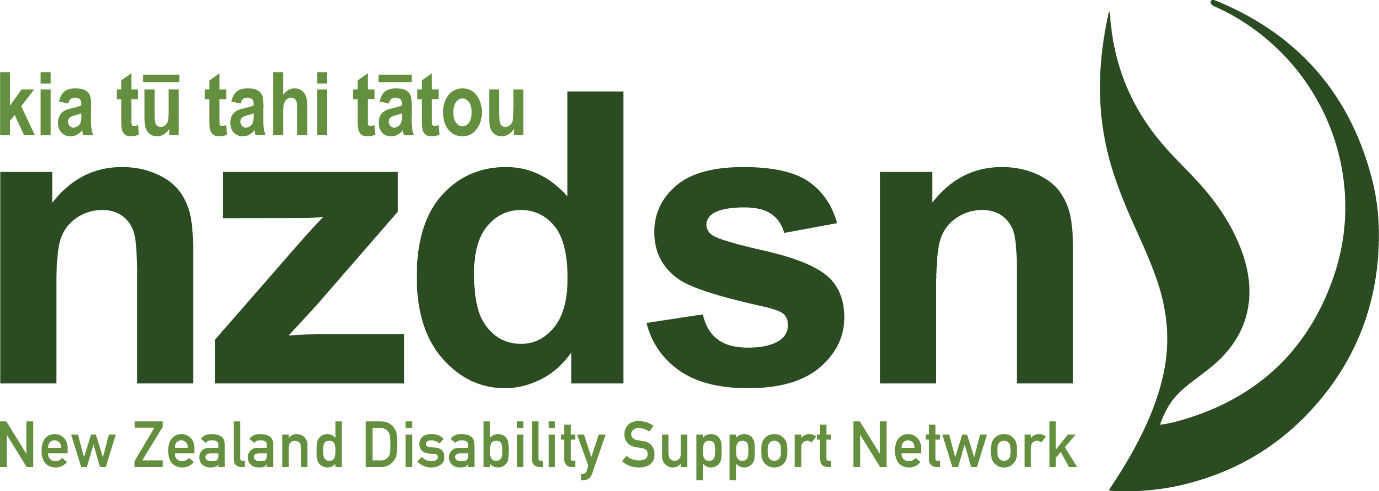 kia tū tahi tātou
nzdsn
New Zealand Disability Support Network